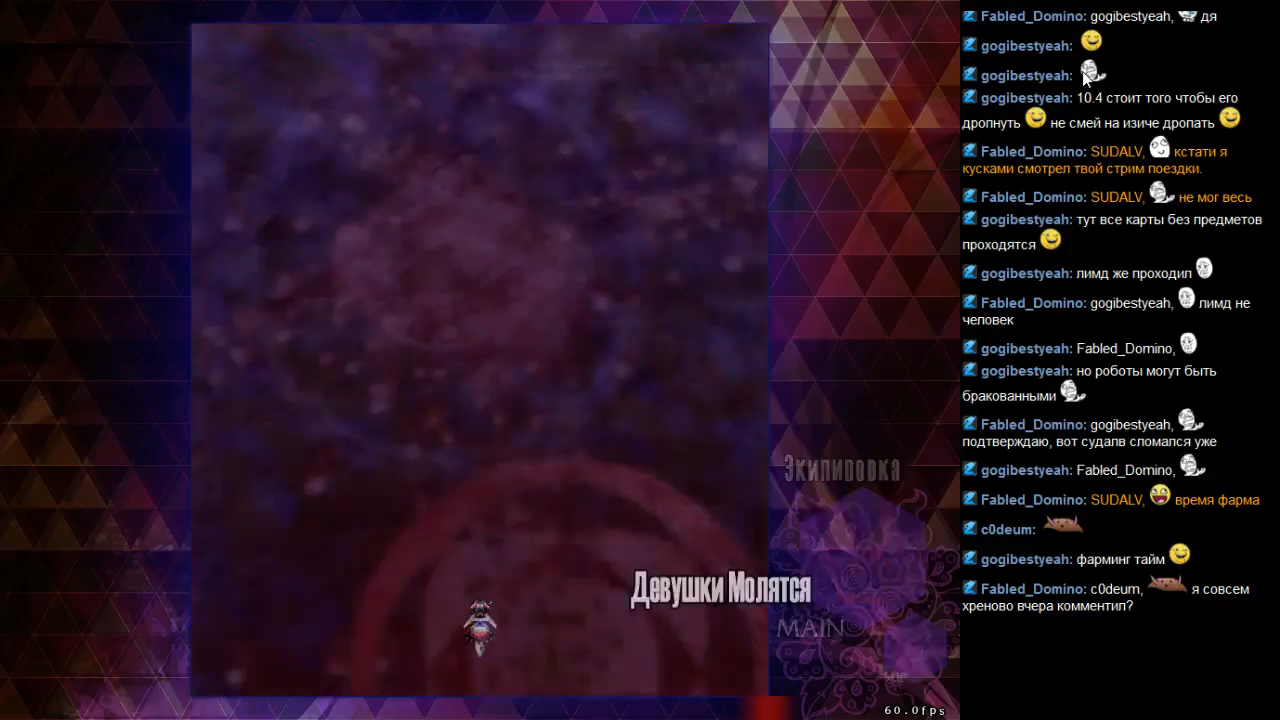 Fabled_Domino: gogibestyeah, дя
gogibestyeah:
gogibestyeah:
gogibestyeah: 10.4 стоит того чтобы его
дропнуть не смей на изиче дропать
Fabled_Domino: SUDALV, кстати я
кусками смотрел твой стрим поездки.
Fabled_Domino: SUDALV, не мог весь
gogibestyeah: тут все карты без предметов
проходятся
gogibestyeah: лимд же проходил
Fabled_Domino: gogibestyeah, лимд не
человек
gogibestyeah: Fabled_Domino,
gogibestyeah: но роботы могут быть
бракованными
Fabled_Domino: gogibestyeah,
подтверждаю, вот судалв сломался уже
gogibestyeah: Fabled_Domino,
Fabled_Domino: SUDALV, время фарма
c0deum:
gogibestyeah: фарминг тайм
Fabled_Domino: c0deum, я совсем
хреново вчера комментил?
Экипировка
Девушки Молятся
MAIN
60.0fps